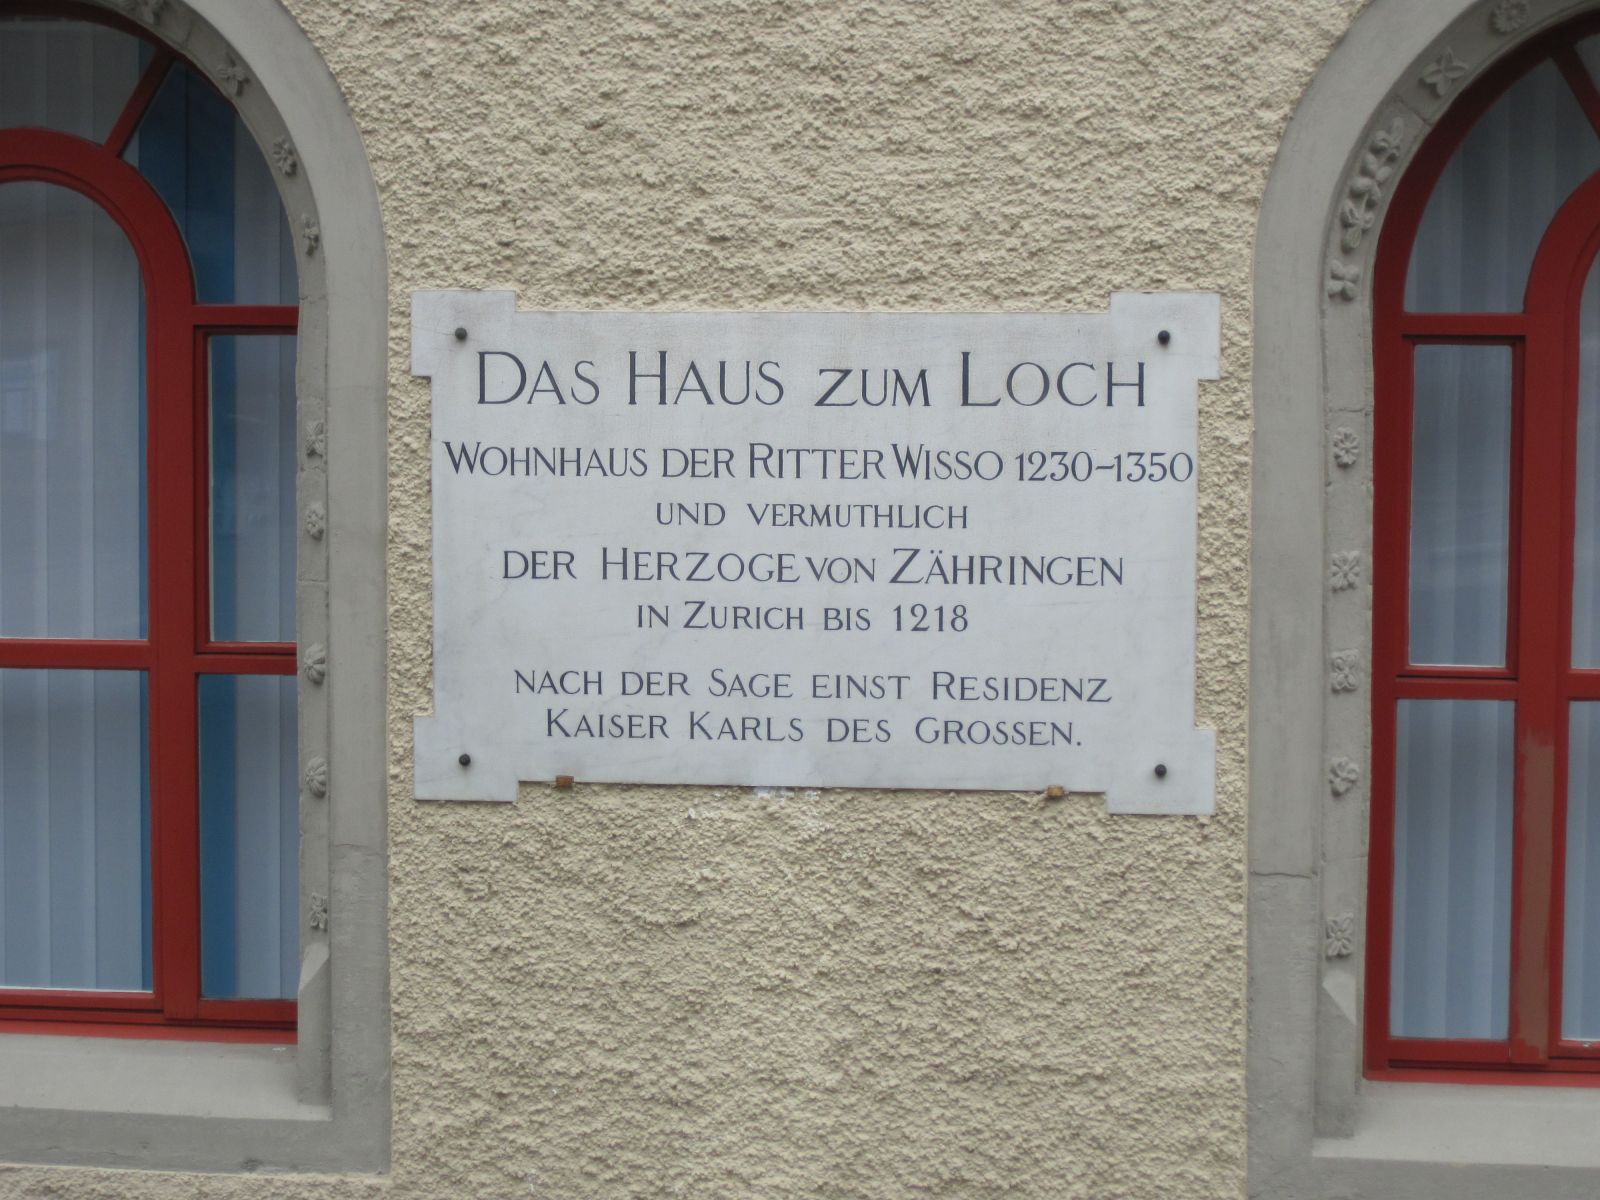 DAS HAUS ZUM LOCH
WOHNHAUS DER RITTER WISSO 1230-1350
UND VERMUTHLICH
DER HERZOGE VON ZÄHRINGEN
IN ZURICH BIS 1218
NACH DER SAGE EINST RESIDENZ
KAISER KARLS DES GROSSEN.